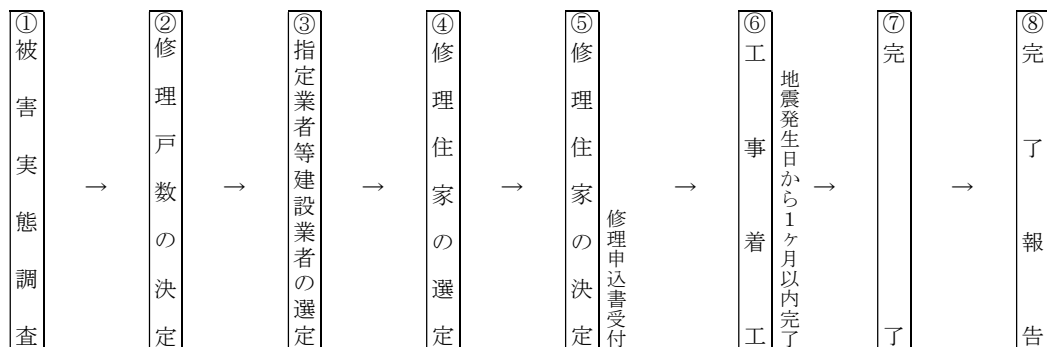 ①被害実態調査
→
②修理戸数の決定
→
③指定業者等建設業者の選定
→
④修理住家の選定
→
⑤修理住家の決定
修理申込書受付
→
⑥工事着工
地震発生日から1ヶ月以内完了
→
⑦完了
→
⑧完了報告